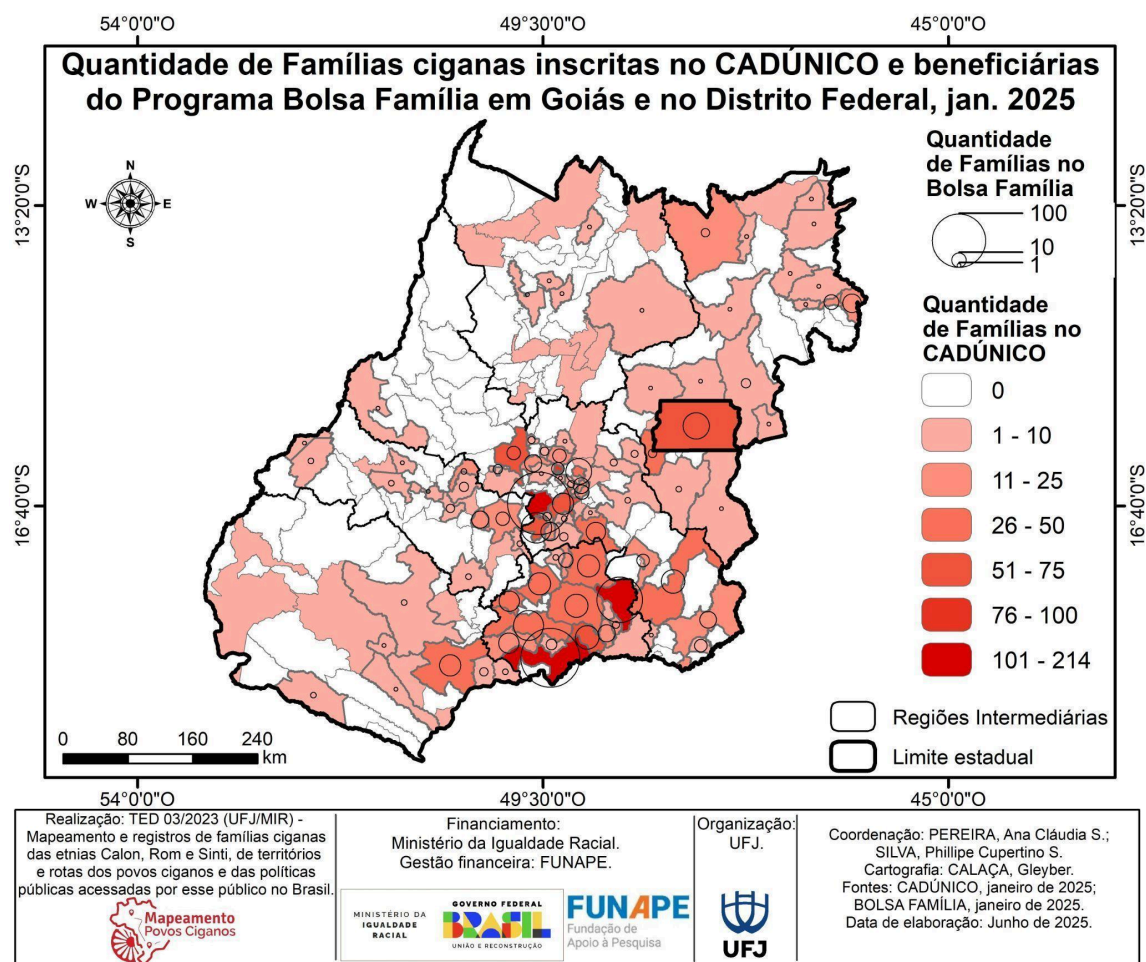 54°0'0"O 49°30'0"O 45°0'0"O
Quantidade de Famílias ciganas inscritas no CADÚNICO e beneficiárias
do Programa Bolsa Família em Goiás e no Distrito Federal, jan. 2025
N
W E
S
13°20'0"S
13°20'0"S
16°40'0"S
16°40'0"S
Quantidade
de Famílias no
Bolsa Família
100
10
1
Quantidade
de Famílias no
CADÚNICO
0
1 - 10
11 - 25
26 - 50
51 - 75
76 - 100
101 - 214
Regiões Intermediárias
Limite estadual
0 80 160 240
km
54°0'0"O 49°30'0"O 45°0'0"O
Realização: TED 03/2023 (UFJ/MIR) -
Mapeamento e registros de famílias ciganas
das etnias Calon, Rom e Sinti, de territórios
e rotas dos povos ciganos e das políticas
públicas acessadas por esse público no Brasil.
Mapeamento
Povos Ciganos
Financiamento:
Ministério da Igualdade Racial.
Gestão financeira: FUNAPE.
MINISTÉRIO DA
IGUALDADE
RACIAL
GOVERNO FEDERAL
BRASIL
UNIÃO E RECONSTRUÇÃO
FUNAPE
Fundação de
Apoio à Pesquisa
Organização:
UFJ.
UFJ
Coordenação: PEREIRA, Ana Cláudia S.;
SILVA, Phillipe Cupertino S.
Cartografia: CALAÇA, Gleyber.
Fontes: CADÚNICO, janeiro de 2025;
BOLSA FAMÍLIA, janeiro de 2025.
Data de elaboração: Junho de 2025.